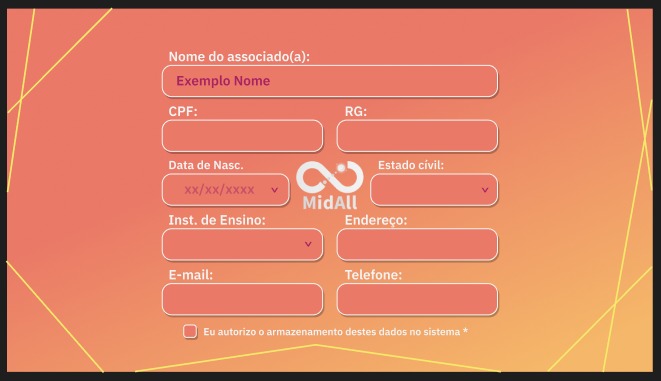 Nome do associado(a):
Exemplo Nome
CPF: RG:
Data de Nasc. Estado civil:
xx/xx/xxxx
MidAll
Inst. de Ensino: Endereço:
E-mail: Telefone:
Eu autorizo o armazenamento destes dados no sistema *